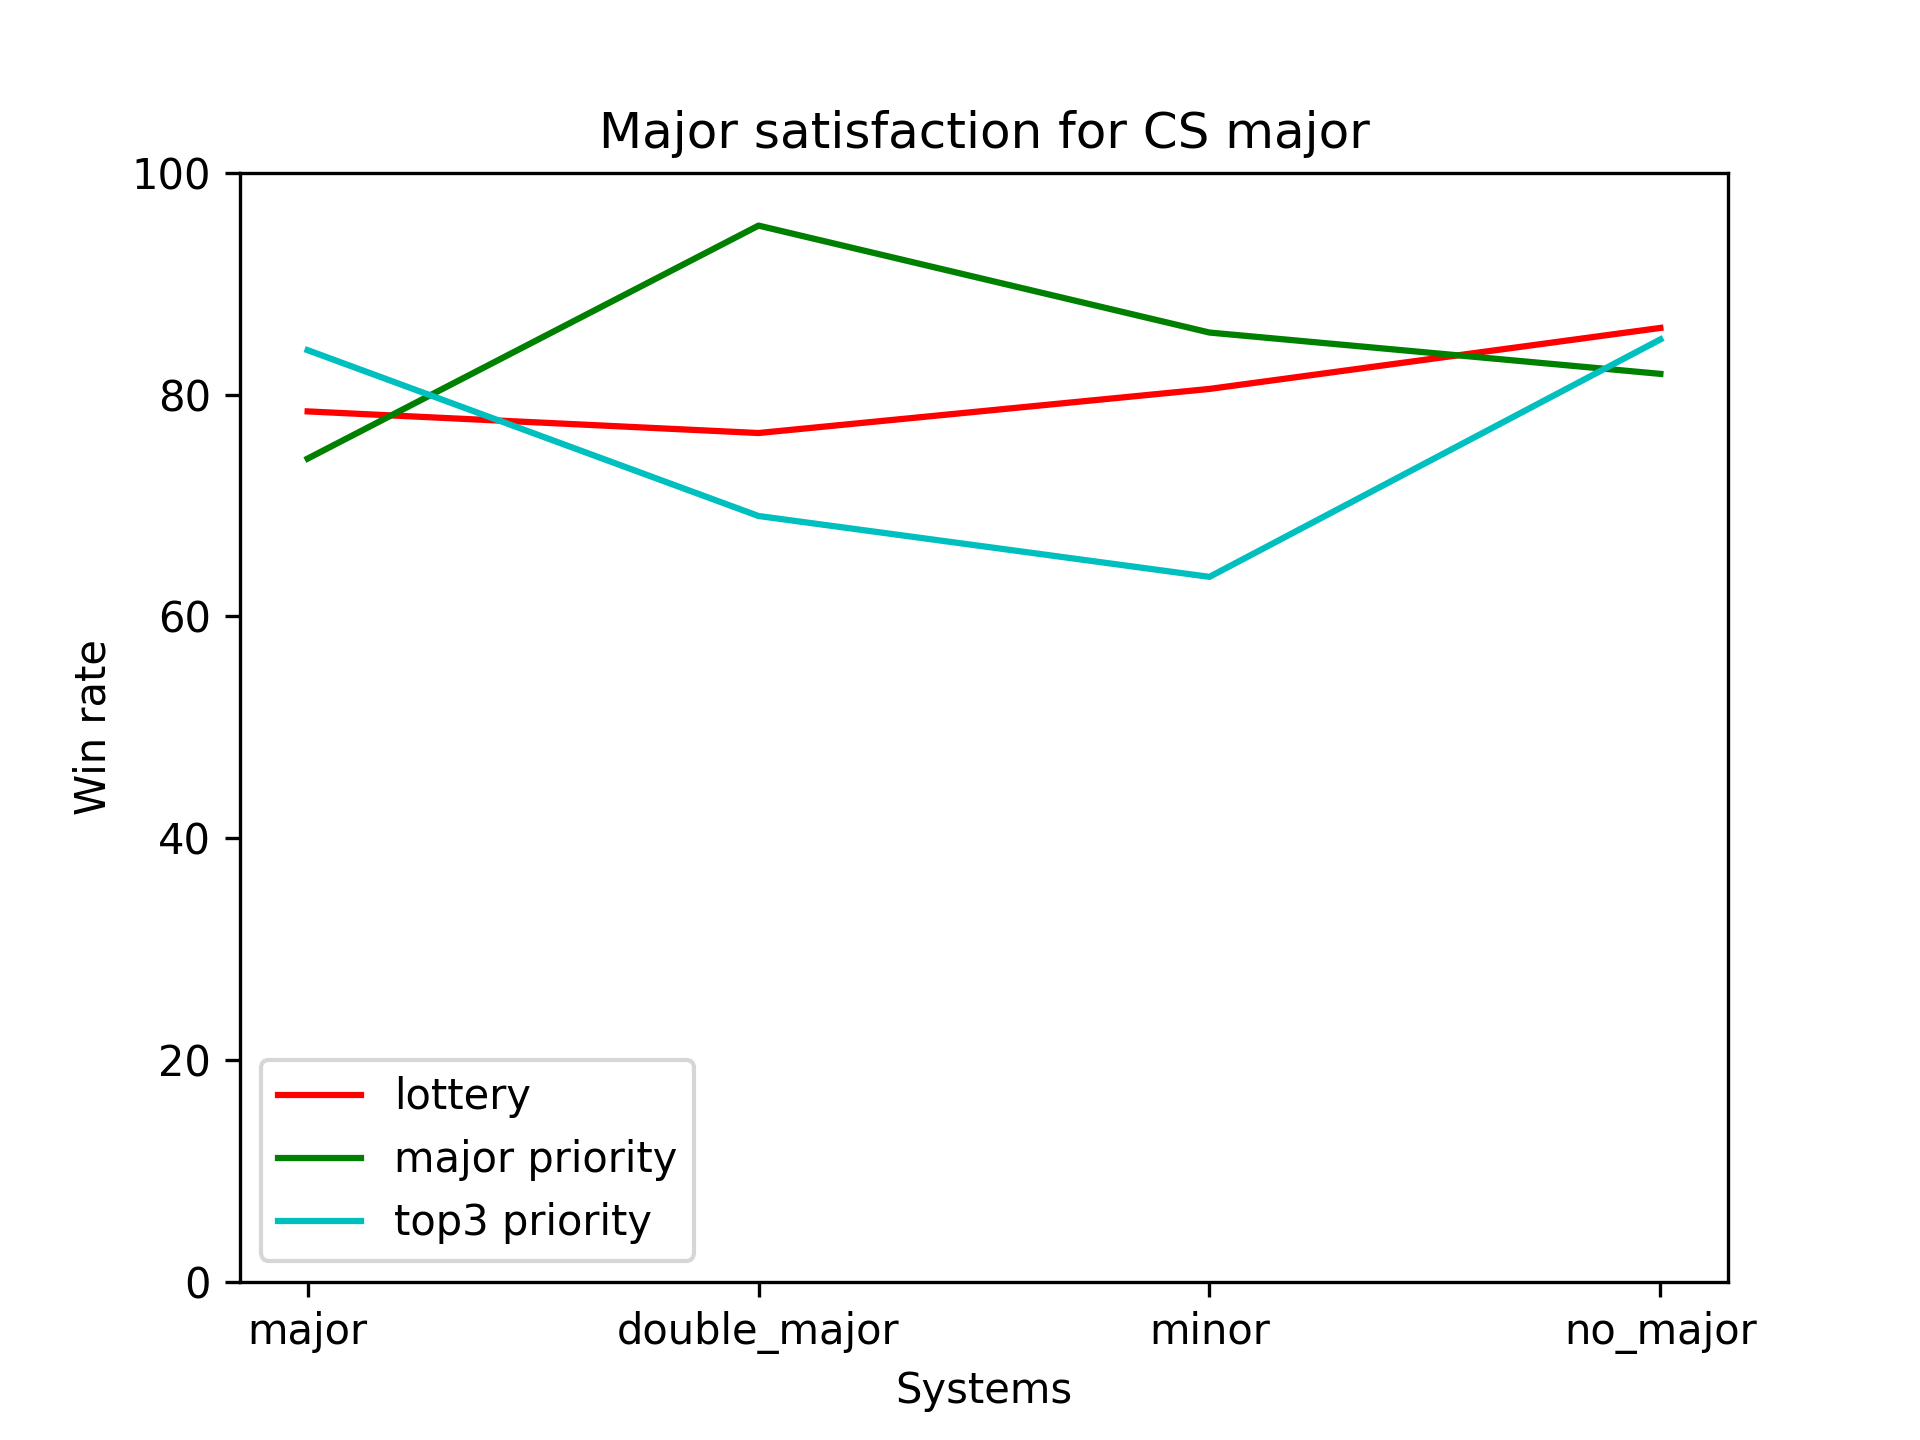 Major satisfaction for CS major
100
80
60
40
20
0
Win rate
lottery
major priority
top3 priority
major double_major minor no_major
Systems